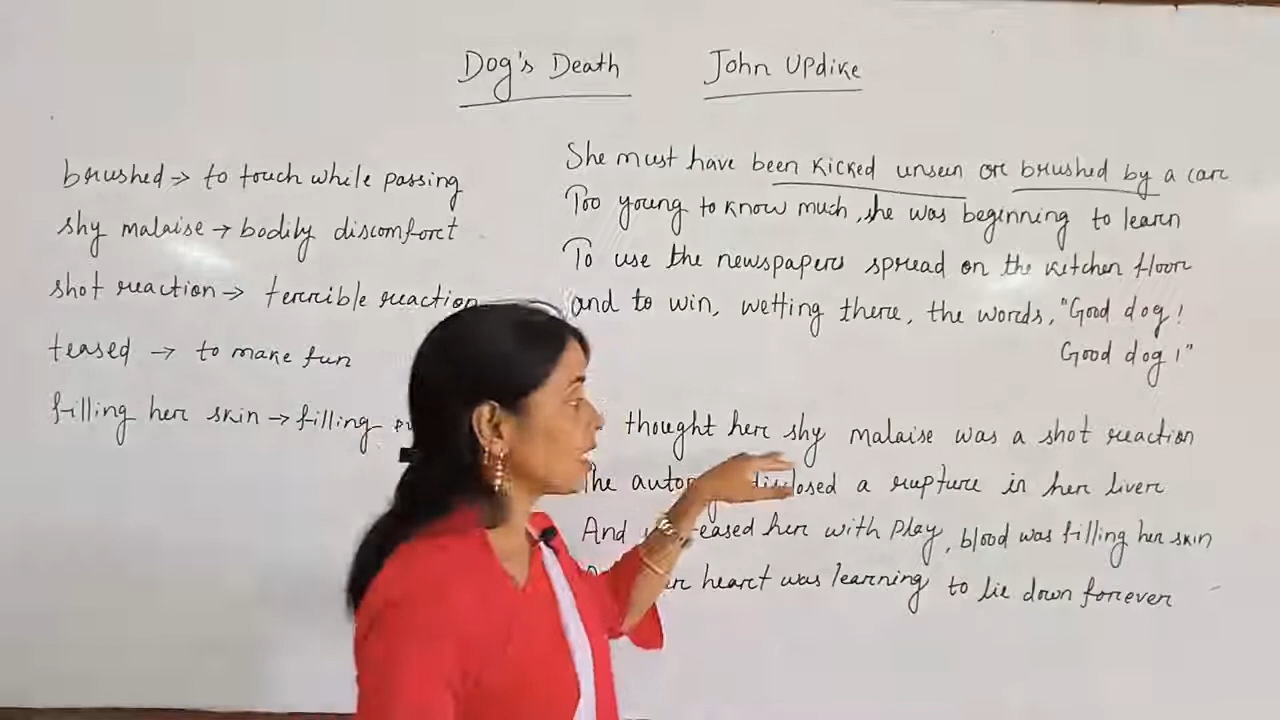 Dog's Death John Updike
brushed → to touch while passing
shy malaise → bodily discomfort
shot reaction → terrible reaction
teased → to make fun
filling her skin → filling
She must have been kicked unseen or brushed by a car
Too young to know much, she was beginning to learn
To use the newspapers spread on the kitchen floor
and to win, wetting there, the words, "Good dog!
Good dog!"
thought her shy malaise was a shot reaction
The disclosed a rupture in her liver
And her with play, blood was filling her skin
heart was learning to lie down forever